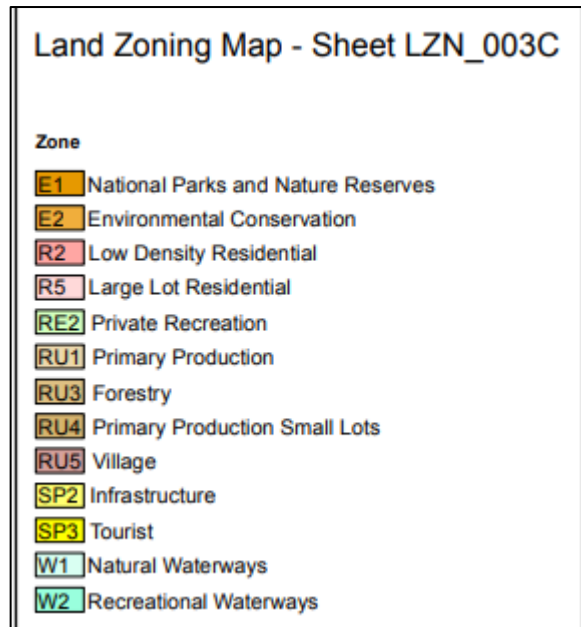 Land Zoning Map - Sheet LZN_003C
Zone
E1 National Parks and Nature Reserves
E2 Environmental Conservation
R2 Low Density Residential
R5 Large Lot Residential
RE2 Private Recreation
RU1 Primary Production
RU3 Forestry
RU4 Primary Production Small Lots
RU5 Village
SP2 Infrastructure
SP3 Tourist
W1 Natural Waterways
W2 Recreational Waterways